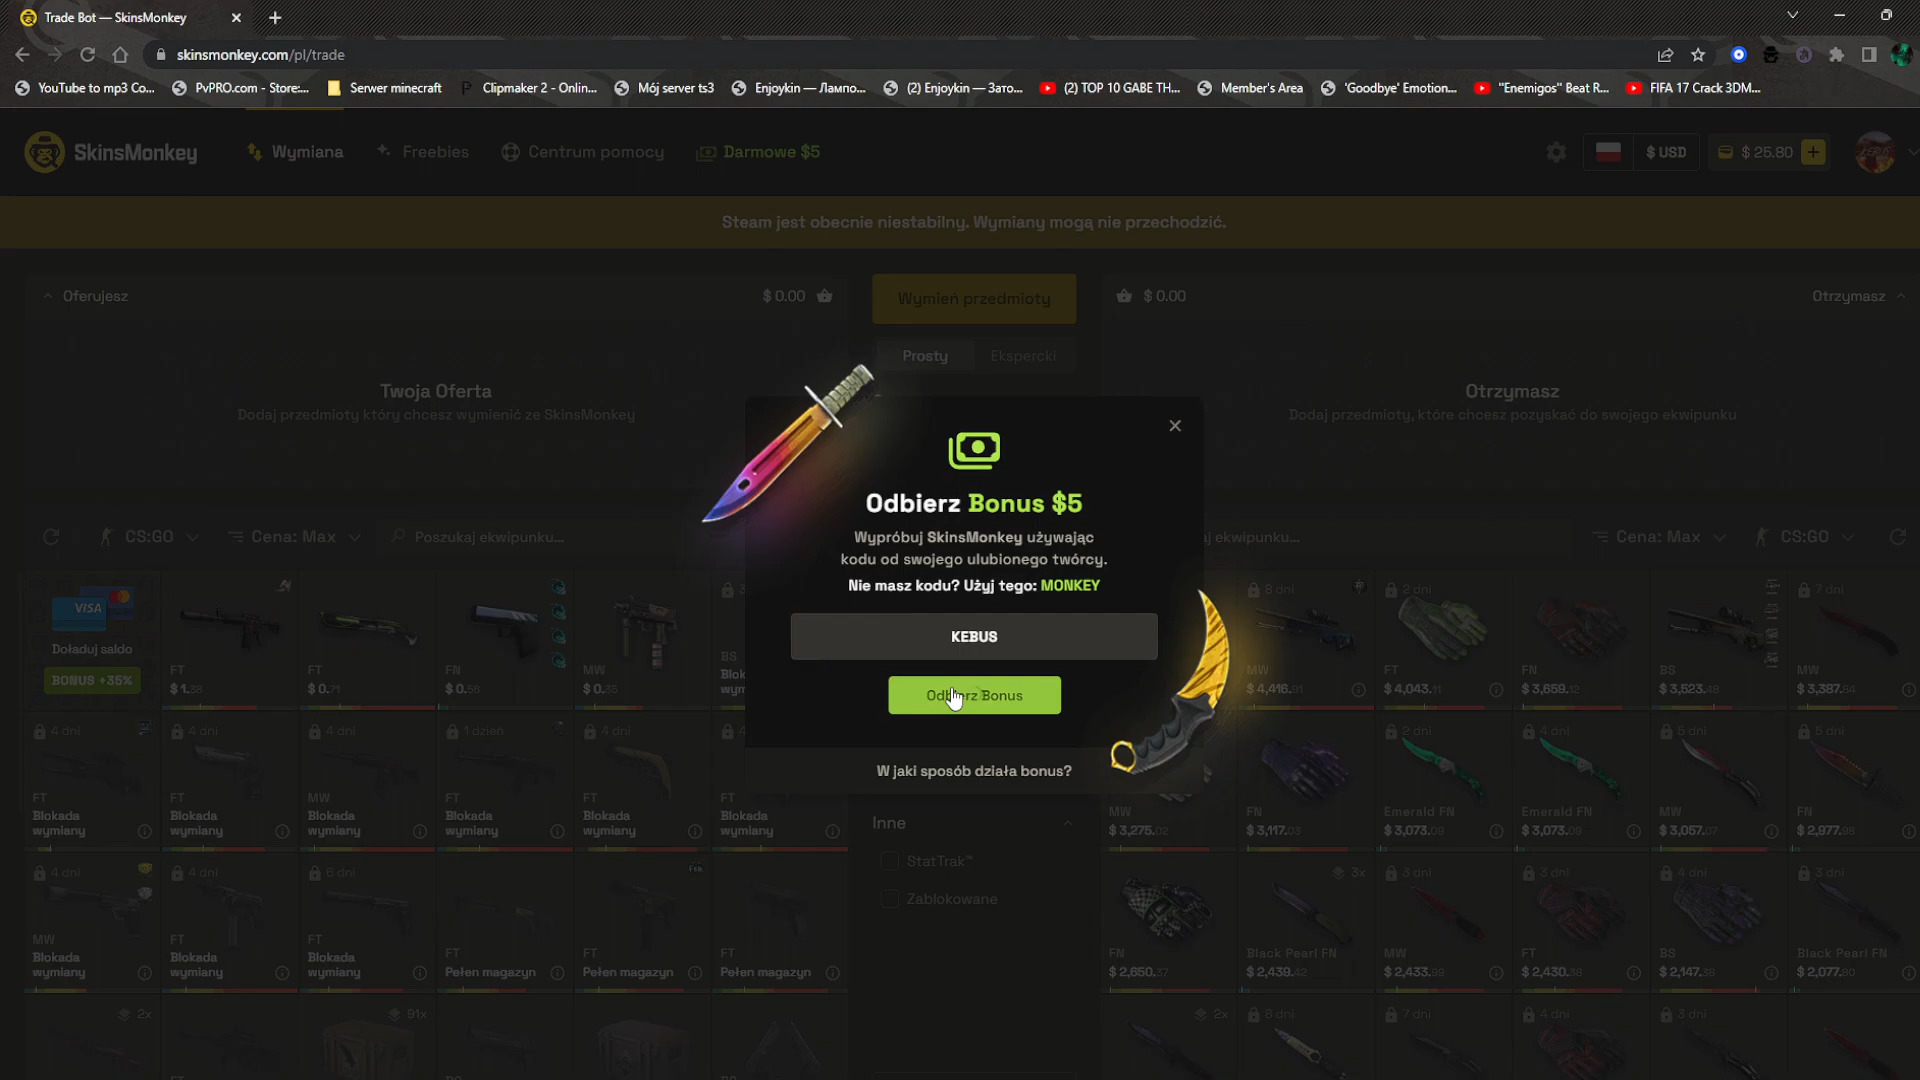 Trade Bot — SkinsMonkey
skinsmonkey.com/pl/trade
YouTube to mp3 Co...
PvPRO.com - Store:...
Serwer minecraft
Clipmaker 2 - Onlin...
Mój server ts3
Enjoykin — Лампо...
(2) Enjoykin — Зато...
(2) TOP 10 GABE TH...
Member's Area
'Goodbye' Emotion...
"Enemigos" Beat R...
FIFA 17 Crack 3DM...
SkinsMonkey
Wymiana
Freebies
Centrum pomocy
Darmowe $5
$ USD
$ 25.80
Steam jest obecnie niestabilny. Wymiany mogą nie przechodzić.
Oferujesz
$ 0.00
Wymień przedmioty
$ 0.00
Otrzymasz
Prosty
Ekspercki
Twoja Oferta
Dodaj przedmioty który chcesz wymienić ze SkinsMonkey
Otrzymasz
Dodaj przedmioty, które chcesz pozyskać do swojego ekwipunku
Odbierz Bonus $5
Wypróbuj SkinsMonkey używając
kodu od swojego ulubionego twórcy.
Nie masz kodu? Użyj tego: MONKEY
KEBUS
Odbierz Bonus
W jaki sposób działa bonus?
CS:GO
Cena: Max
Poszukaj ekwipunku...
ekwipunku...
Cena: Max
CS:GO
VISA
Doładuj saldo
BONUS +35%
FT
$ 1.38
FT
$ 0.71
FN
$ 0.56
MW
$ 0.35
BS
8 dni
MW
$ 4,416.91
2 dni
FT
$ 4,043.11
FN
$ 3,659.12
BS
$ 3,523.48
7 dni
MW
$ 3,387.84
4 dni
FT
Blokada
wymiany
4 dni
FT
Blokada
wymiany
4 dni
MW
Blokada
wymiany
1 dzień
FT
Blokada
wymiany
4 dni
FT
Blokada
wymiany
FT
Blokada
wymiany
MW
$ 3,275.02
FN
$ 3,117.03
2 dni
Emerald FN
$ 3,073.09
4 dni
Emerald FN
$ 3,073.09
5 dni
MW
$ 3,057.07
5 dni
FN
$ 2,977.98
Inne
StatTrak™
Zablokowane
4 dni
MW
Blokada
wymiany
4 dni
FT
Blokada
wymiany
6 dni
FT
Blokada
wymiany
FT
Pełen magazyn
FT
Pełen magazyn
FT
Pełen magazyn
FN
$ 2,650.37
3x
Black Pearl FN
$ 2,439.42
3 dni
MW
$ 2,433.99
3 dni
FT
$ 2,430.38
4 dni
BS
$ 2,147.38
3 dni
Black Pearl FN
$ 2,077.80
2x
91x
2x
8 dni
7 dni
4 dni
3 dni